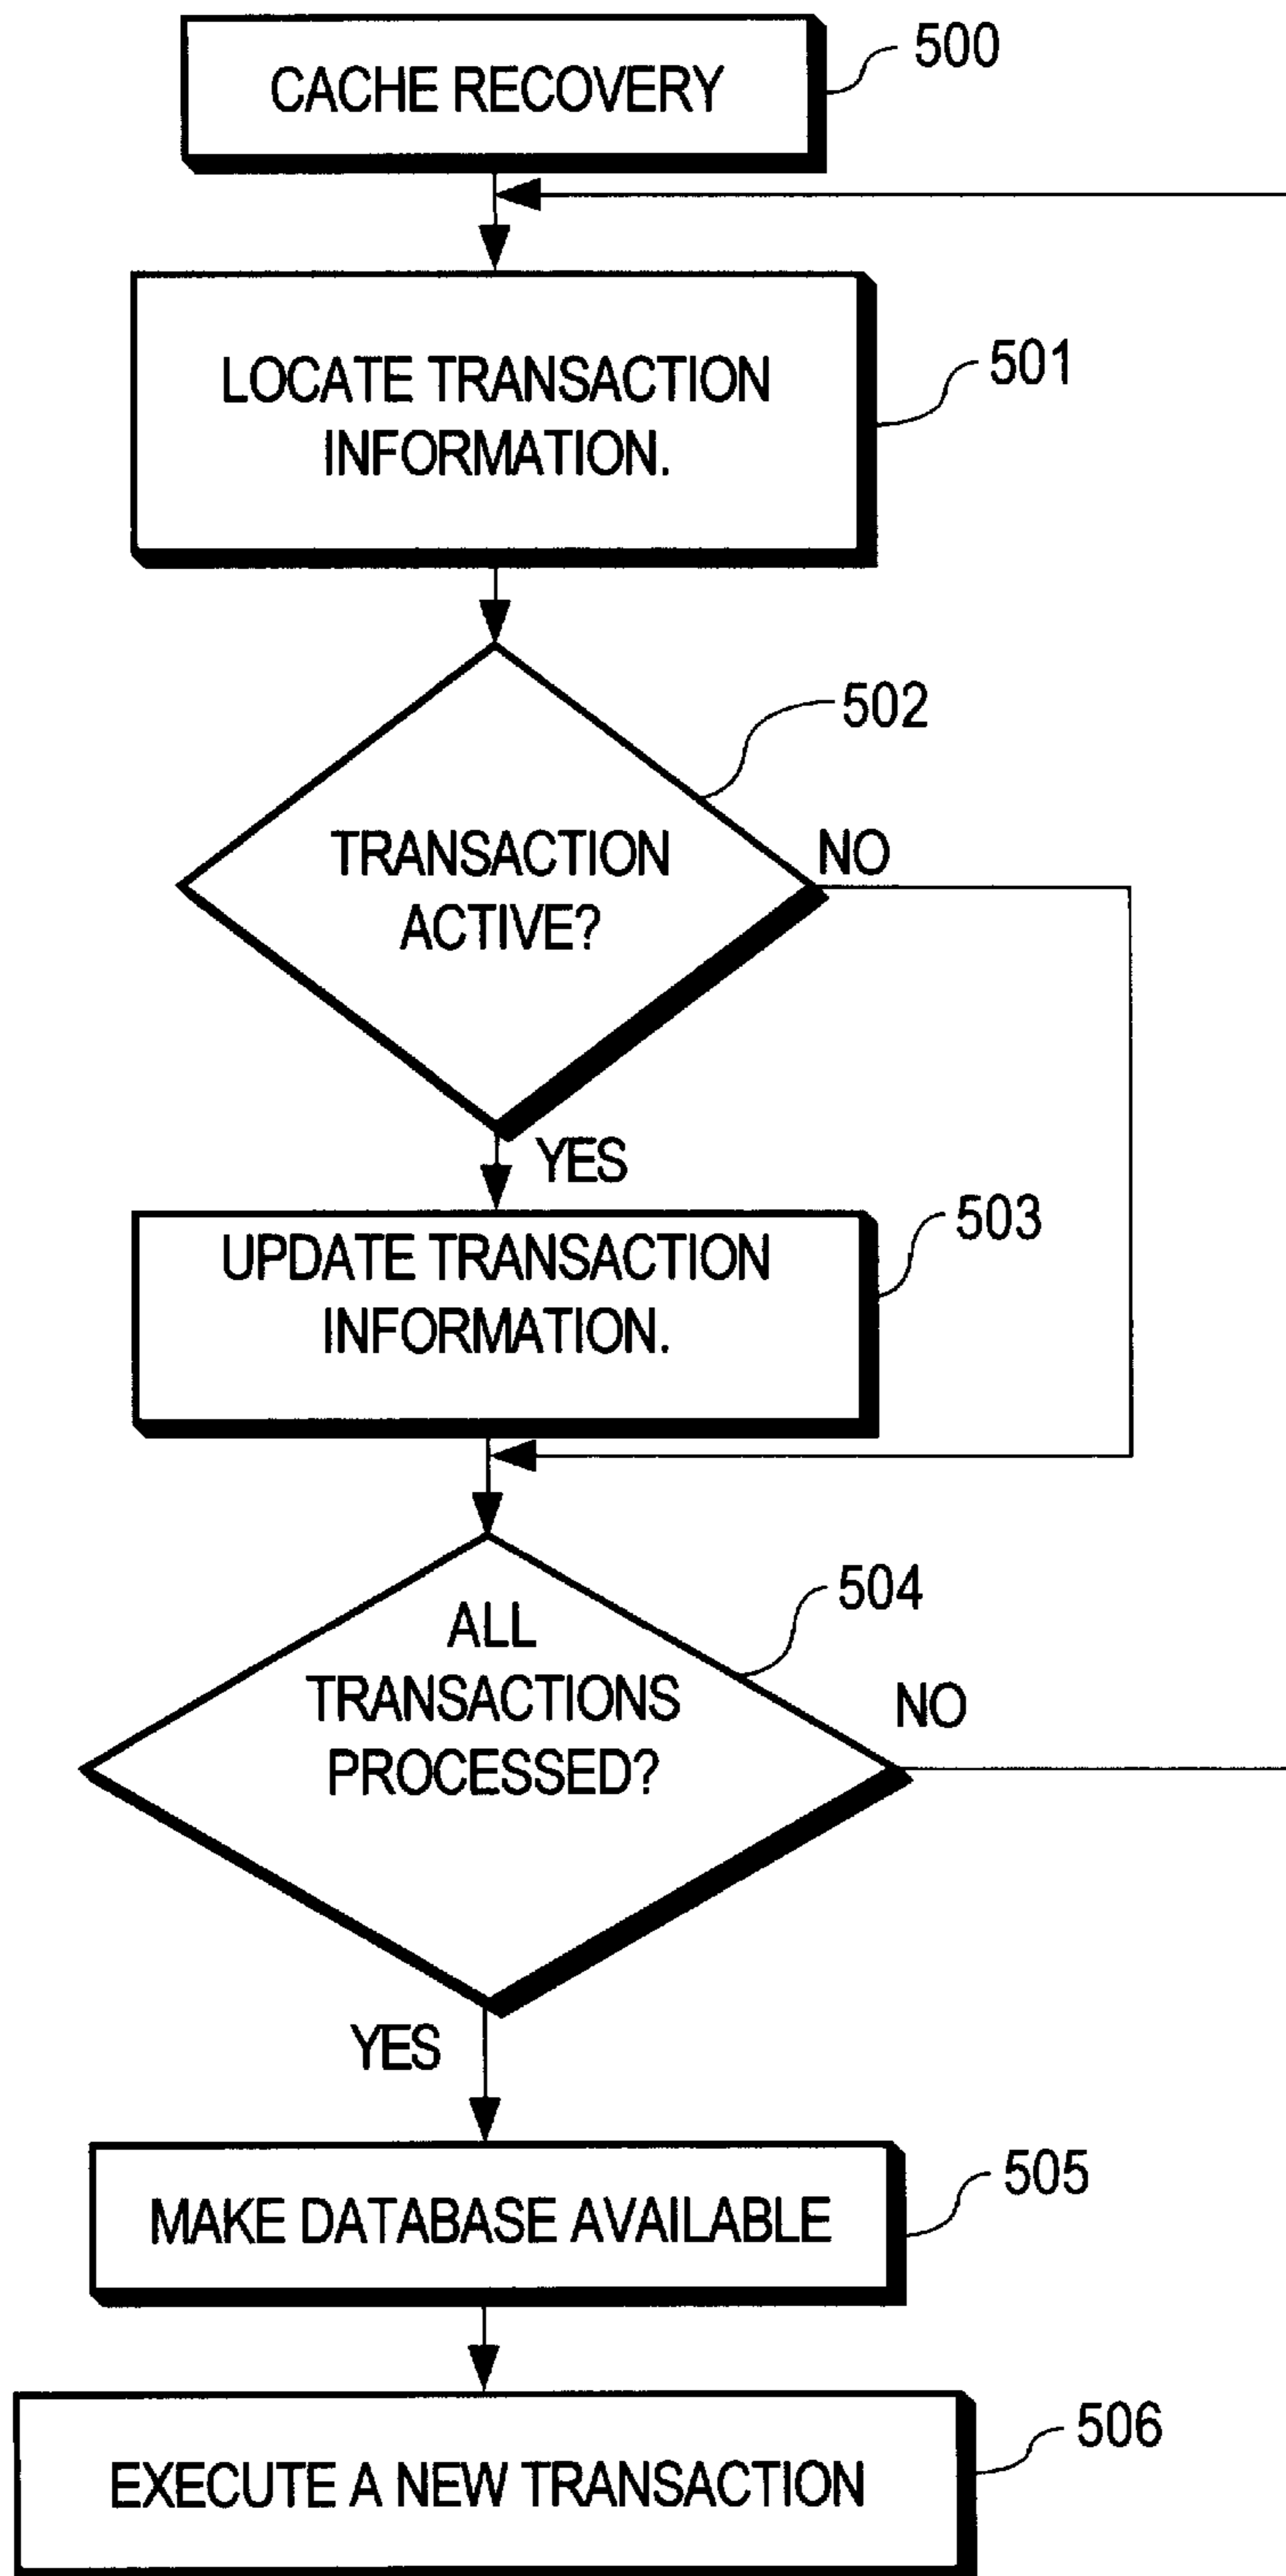 CACHE RECOVERY
500
LOCATE TRANSACTION
INFORMATION.
501
502
TRANSACTION
ACTIVE?
NO
YES
503
UPDATE TRANSACTION
INFORMATION.
504
ALL
TRANSACTIONS
PROCESSED?
NO
YES
505
MAKE DATABASE AVAILABLE
506
EXECUTE A NEW TRANSACTION